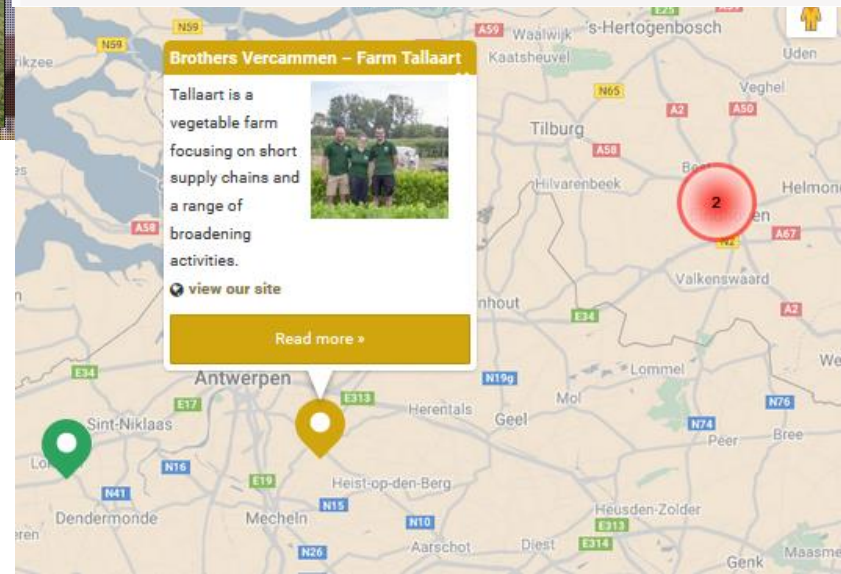 Brothers Vercammen – Farm Tallaart
Tallaart is a
vegetable farm
focusing on short
supply chains and
a range of
broadening
activities.
view our site
Read more »
N59
N59
A59
Waalwijk
's-Hertogenbosch
Kaatsheuvel
Uden
N65
Veghel
A2
A50
Tilburg
A58
Hilvarenbeek
2
Helmond
A58
N2
A67
Valkenswaard
A2
E34
E34
Antwerpen
Lommel
N19g
Mol
N76
E17
E313
Herentals
Geel
Sint-Niklaas
N74
Peer
Bree
N16
E19
Heist-op-den-Berg
N41
N15
Dendermonde
Mechelen
N10
Heusden-Zolder
E313
N26
Aarschot
Diest
E314
Genk